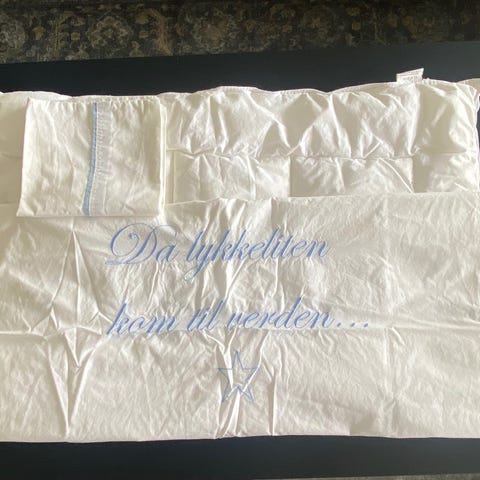 Da lykkeliten
kom til verden...